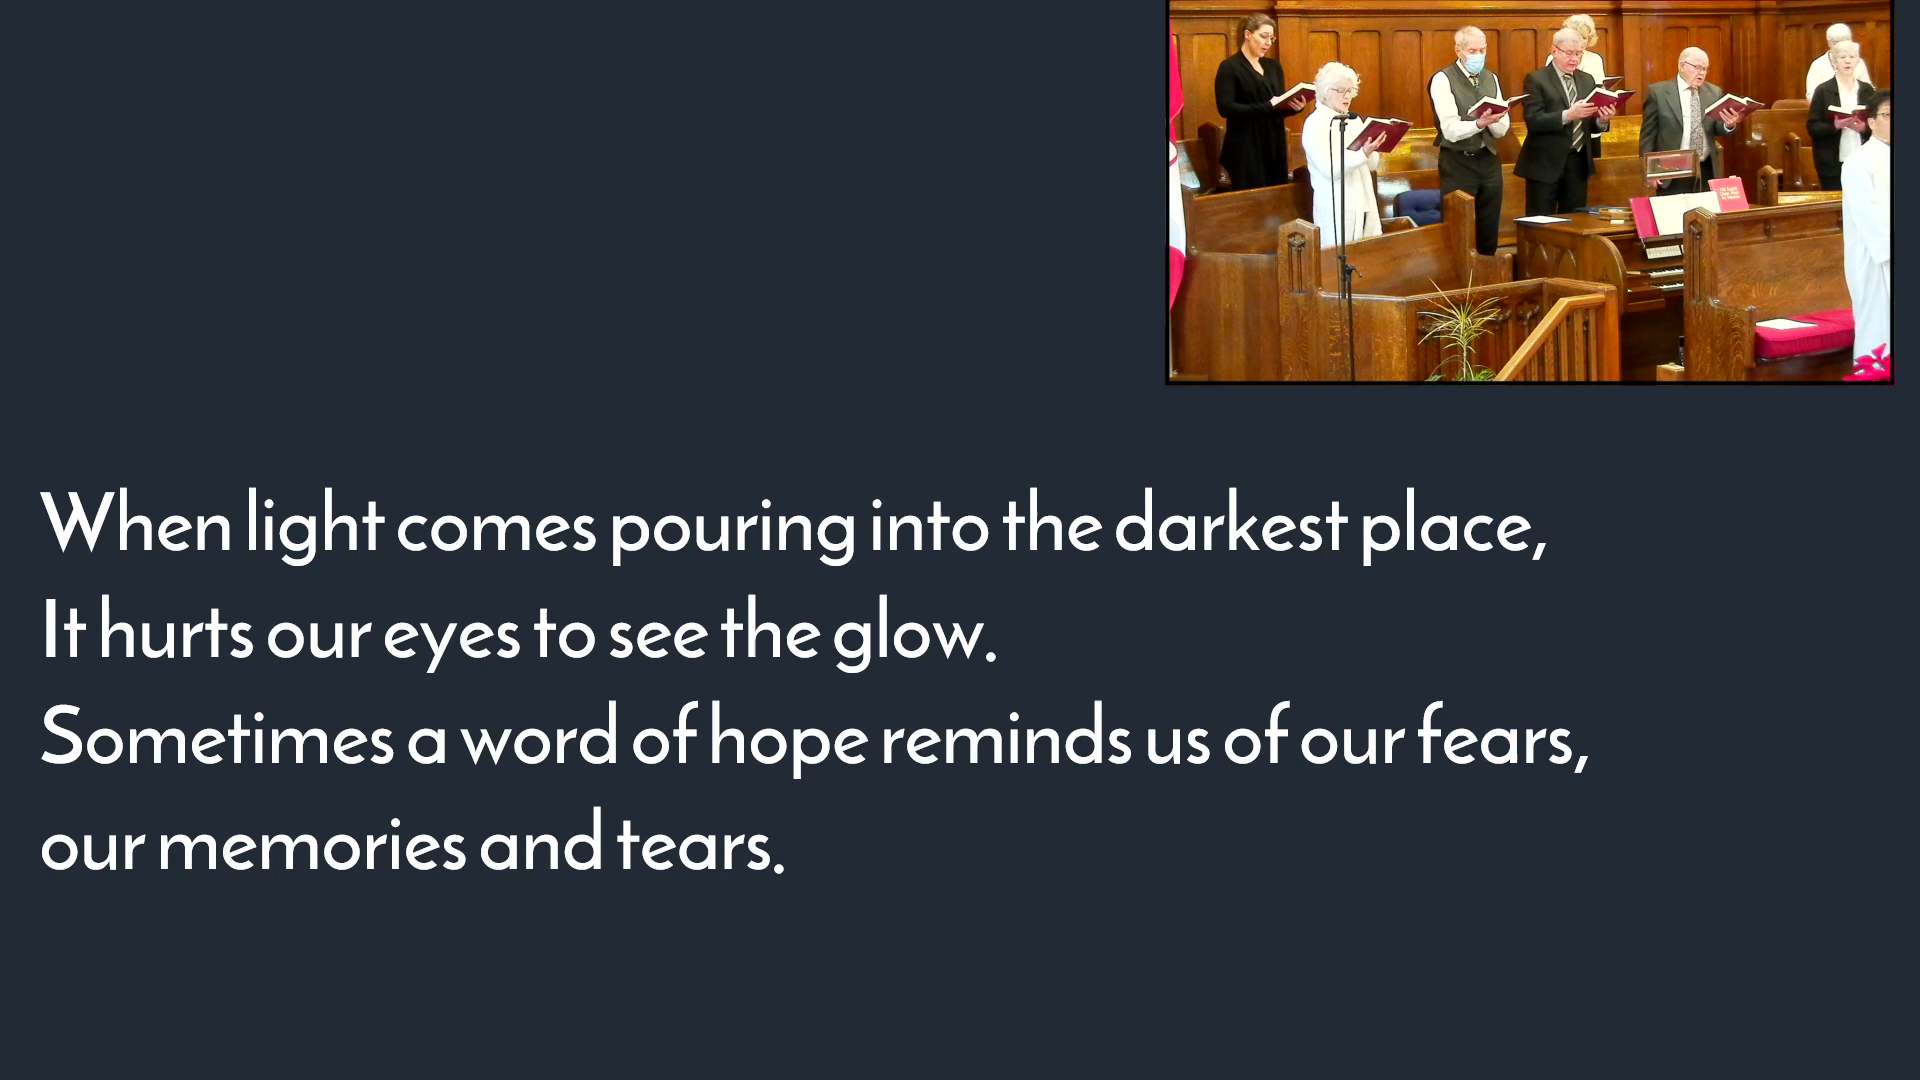 When light comes pouring into the darkest place,
It hurts our eyes to see the glow.
Sometimes a word of hope reminds us of our fears,
our memories and tears.